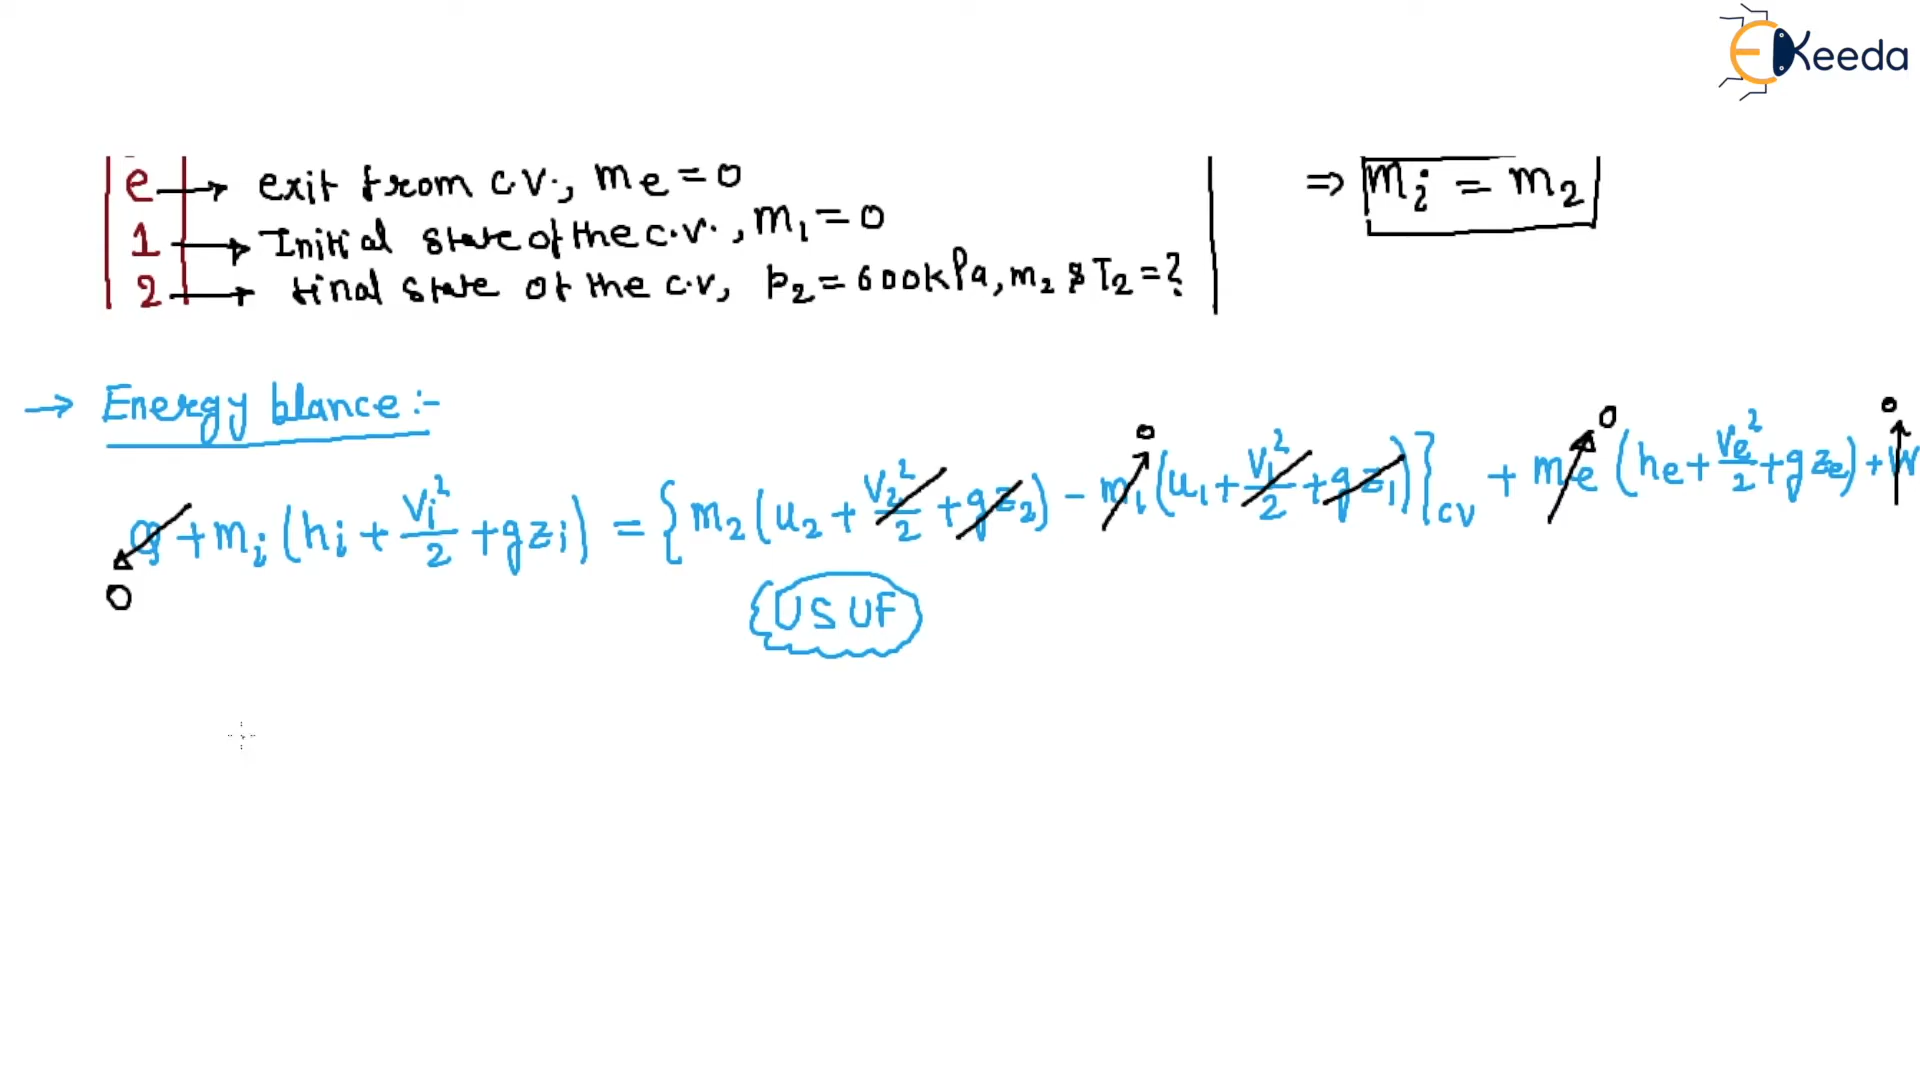 EKeeda
e → exit from c.v., me = 0
1 → Initial state of the c.v., m₁ = 0
2 → final state of the c.v, p₂ = 600kPa, m₂ & T₂ = ?
⇒ mi = m₂
→ Energy blance:-
Q + mi (hi + Vi²/2 + gzi) = {m₂ (u₂ + V₂²/2 + gz₂) - m₁ (u₁ + V₁²/2 + gz₁)}cv + me (he + Ve²/2 + gze) + W
0 0 0 0
USUF